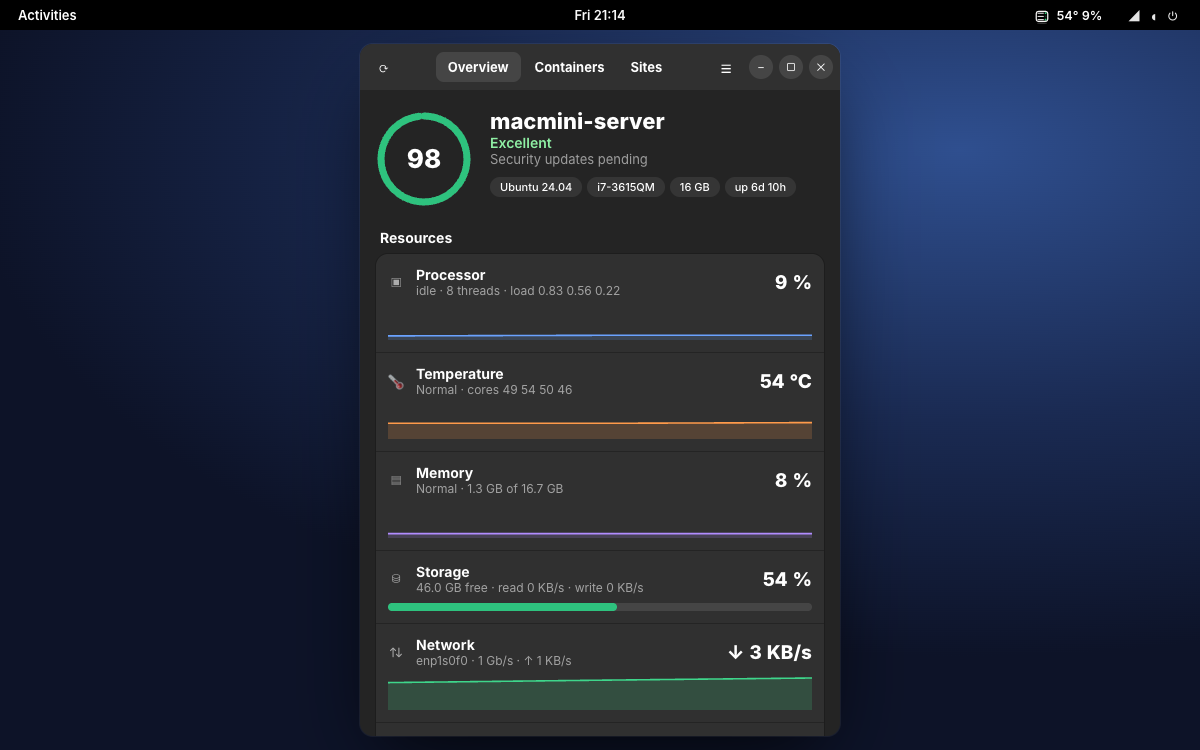 Activities
Fri 21:14
54° 9%
Overview
Containers
Sites
98
macmini-server
Excellent
Security updates pending
Ubuntu 24.04
i7-3615QM
16 GB
up 6d 10h
Resources
Processor
idle · 8 threads · load 0.83 0.56 0.22
9 %
Temperature
Normal · cores 49 54 50 46
54 °C
Memory
Normal · 1.3 GB of 16.7 GB
8 %
Storage
46.0 GB free · read 0 KB/s · write 0 KB/s
54 %
Network
enp1s0f0 · 1 Gb/s · ↑ 1 KB/s
↓ 3 KB/s